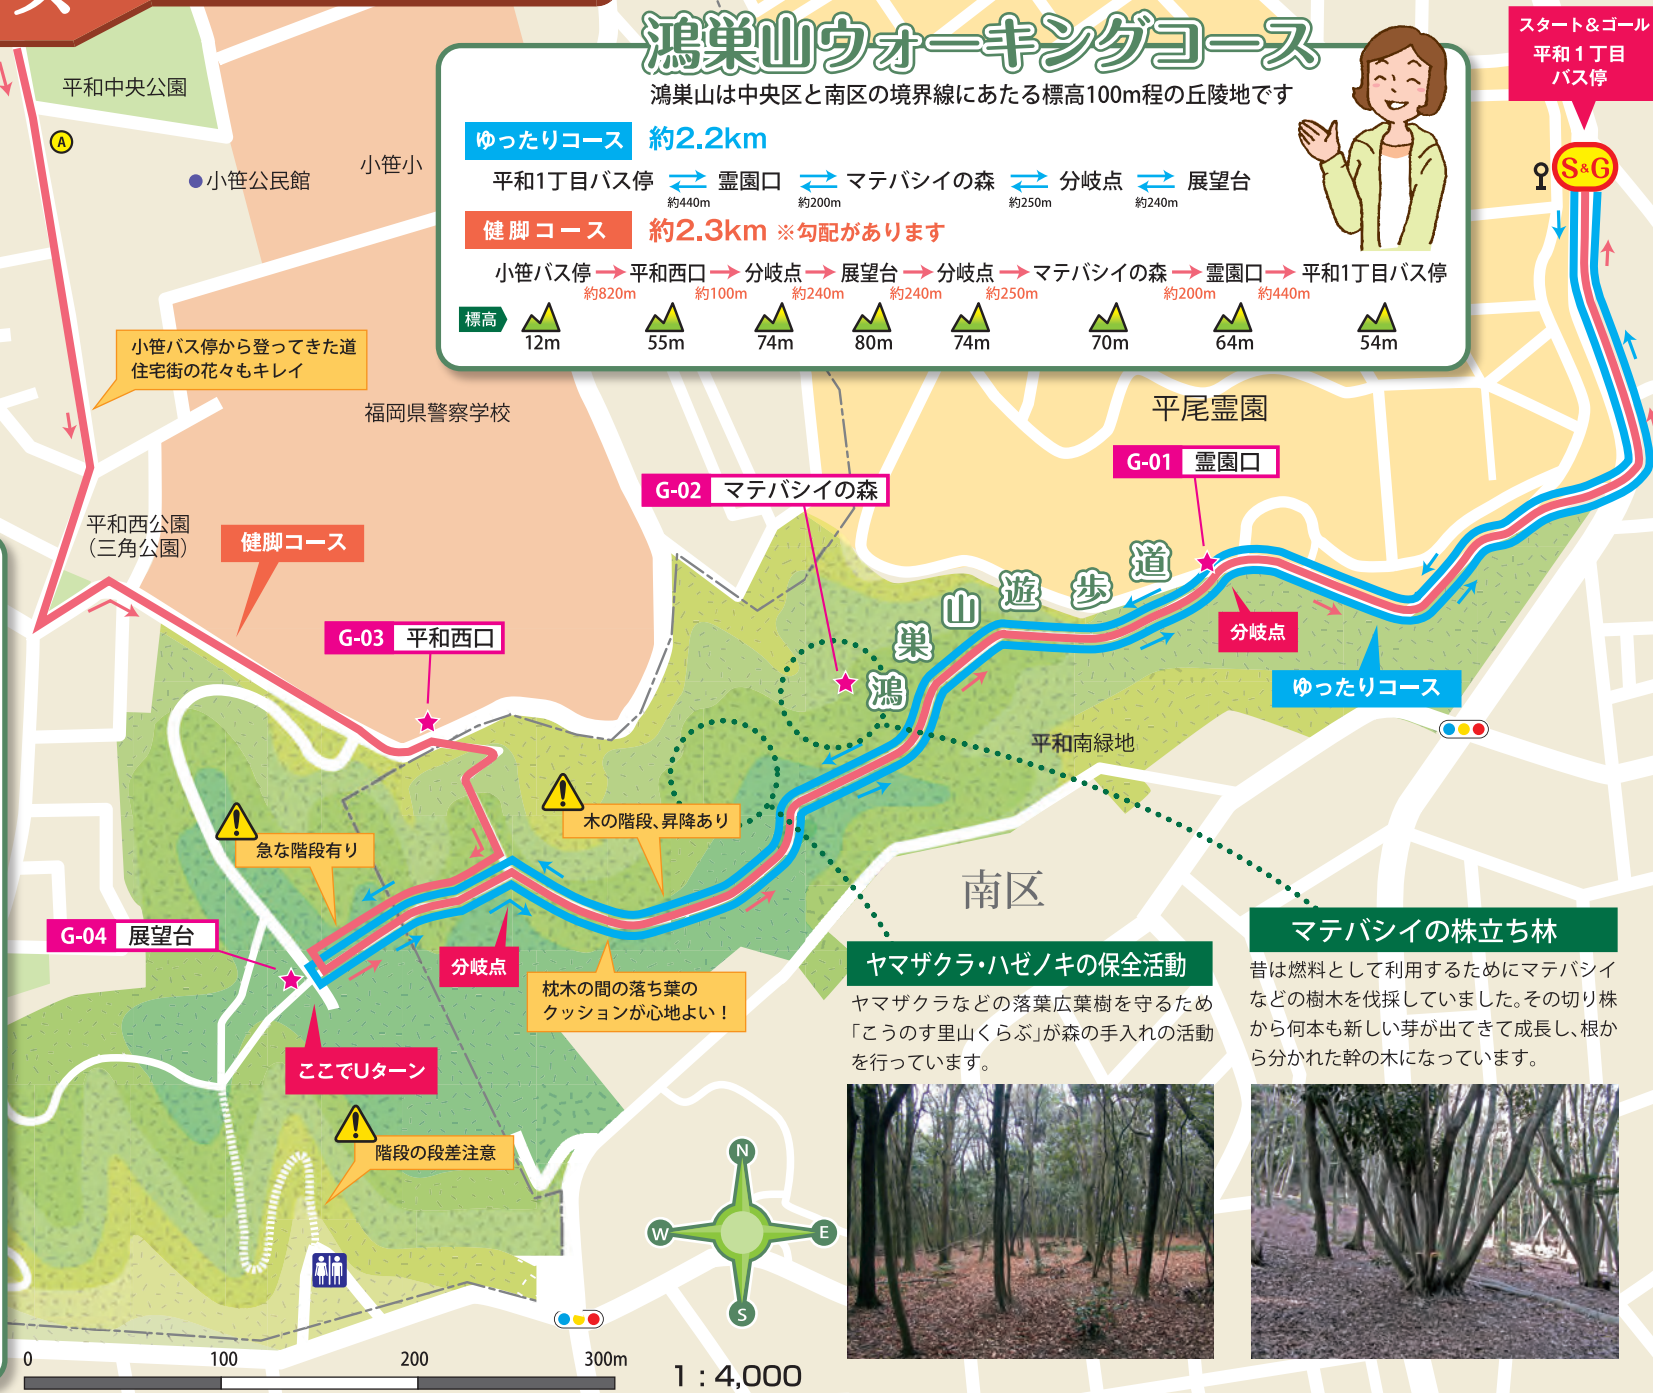 ス
鴻巣山ウォーキングコース
鴻巣山は中央区と南区の境界線にあたる標高100m程の丘陵地です
ゆったりコース 約2.2km
平和1丁目バス停 霊園口 マテバシイの森 分岐点 展望台
約440m 約200m 約250m 約240m
健脚コース 約2.3km ※勾配があります
小笹バス停 平和西口 分岐点 展望台 分岐点 マテバシイの森 霊園口 平和1丁目バス停
約820m 約100m 約240m 約240m 約250m 約200m 約440m
標高
12m 55m 74m 80m 74m 70m 64m 54m
スタート&ゴール
平和1丁目
バス停
S&G
平和中央公園
A
小笹公民館
小笹小
小笹バス停から登ってきた道
住宅街の花々もキレイ
福岡県警察学校
平尾霊園
G-01 霊園口
G-02 マテバシイの森
平和西公園
（三角公園）
健脚コース
G-03 平和西口
鴻巣山遊歩道
分岐点
ゆったりコース
平和南緑地
木の階段、昇降あり
急な階段有り
G-04 展望台
分岐点
枕木の間の落ち葉の
クッションが心地よい！
ここでUターン
階段の段差注意
南区
ヤマザクラ・ハゼノキの保全活動
ヤマザクラなどの落葉広葉樹を守るため
「こうのす里山くらぶ」が森の手入れの活動
を行っています。
マテバシイの株立ち林
昔は燃料として利用するためにマテバシイ
などの樹木を伐採していました。その切り株
から何本も新しい芽が出てきて成長し、根か
ら分かれた幹の木になっています。
N
W
E
S
0 100 200 300m
1：4,000